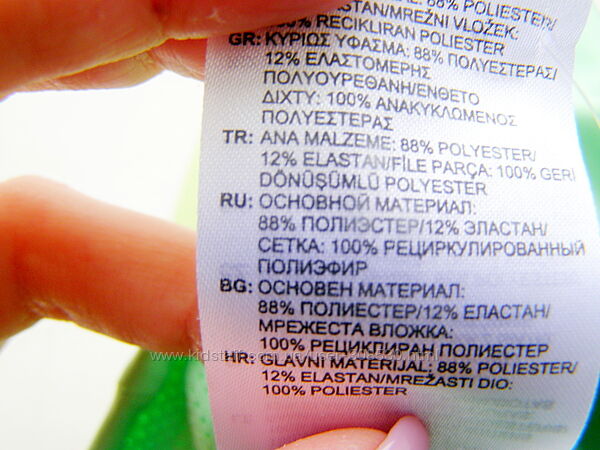 88% POLIESTER/
ELASTAN/MREŽNI VLOŽEK:
100% RECIKLIRAN POLIESTER
GR: ΚΥΡΙΟΣ ΥΦΑΣΜΑ: 88% ΠΟΛΥΕΣΤΕΡΑΣ/
12% ΕΛΑΣΤΟΜΕΡΗΣ
ΠΟΛΥΟΥΡΕΘΑΝΗ/ΕΝΘΕΤΟ
ΔΙΧΤΥ: 100% ΑΝΑΚΥΚΛΩΜΕΝΟΣ
ΠΟΛΥΕΣΤΕΡΑΣ
TR: ANA MALZEME: 88% POLYESTER/
12% ELASTAN/FİLE PARÇA: 100% GERİ
DÖNÜŞÜMLÜ POLYESTER
RU: ОСНОВНОЙ МАТЕРИАЛ:
88% ПОЛИЭСТЕР/12% ЭЛАСТАН/
СЕТКА: 100% РЕЦИРКУЛИРОВАННЫЙ
ПОЛИЭФИР
BG: ОСНОВЕН МАТЕРИАЛ:
88% ПОЛИЕСТЕР/12% ЕЛАСТАН/
МРЕЖЕСТА ВЛОЖКА:
100% РЕЦИКЛИРАН ПОЛИЕСТЕР
HR: GLAVNI MATERIJAL: 88% POLIESTER/
12% ELASTAN/MREŽASTI DIO:
100% POLIESTER